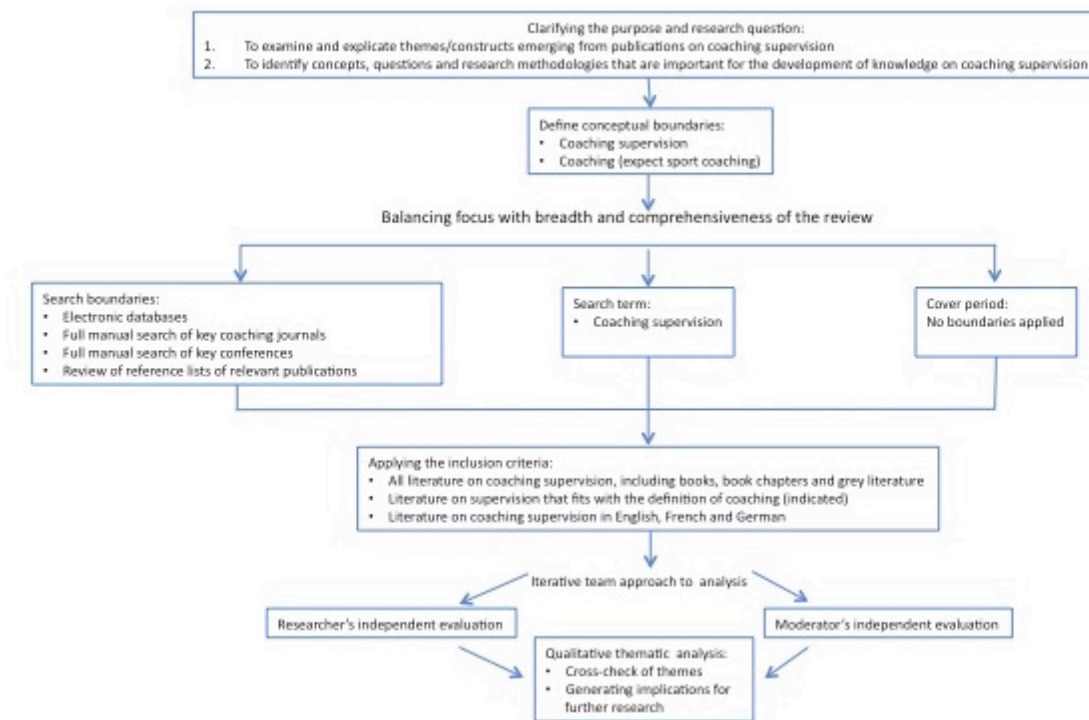 Clarifying the purpose and research question:
1. To examine and explicate themes/constructs emerging from publications on coaching supervision
2. To identify concepts, questions and research methodologies that are important for the development of knowledge on coaching supervision
Define conceptual boundaries:
• Coaching supervision
• Coaching (expect sport coaching)
Balancing focus with breadth and comprehensiveness of the review
Search boundaries:
• Electronic databases
• Full manual search of key coaching journals
• Full manual search of key conferences
• Review of reference lists of relevant publications
Search term:
• Coaching supervision
Cover period:
No boundaries applied
Applying the inclusion criteria:
• All literature on coaching supervision, including books, book chapters and grey literature
• Literature on supervision that fits with the definition of coaching (indicated)
• Literature on coaching supervision in English, French and German
Iterative team approach to analysis
Researcher's independent evaluation
Moderator's independent evaluation
Qualitative thematic analysis:
• Cross-check of themes
• Generating implications for
further research